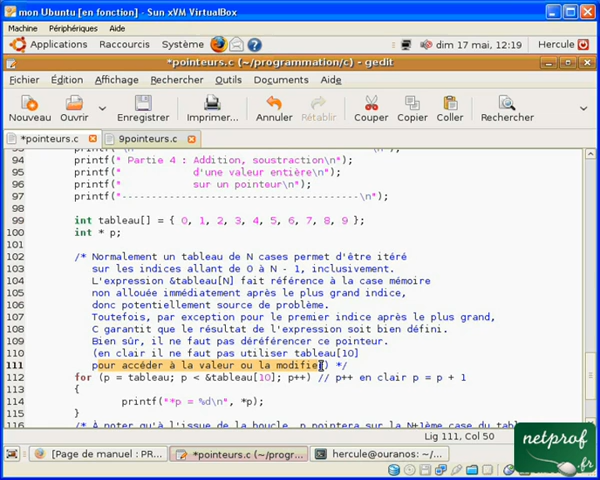 mon Ubuntu [en fonction] - Sun xVM VirtualBox
Machine Périphériques Aide
Applications Raccourcis Système dim 17 mai, 12:19 Hercule
*pointeurs.c (~/programmation/c) - gedit
Fichier Édition Affichage Rechercher Outils Documents Aide
Nouveau Ouvrir Enregistrer Imprimer... Annuler Rétablir Couper Copier Coller Rechercher
*pointeurs.c 9pointeurs.c
94 printf(" Partie 4 : Addition, soustraction\n");
95 printf(" d'une valeur entière\n");
96 printf(" sur un pointeur\n");
97 printf("---------------------------------------\n");
98
99 int tableau[] = { 0, 1, 2, 3, 4, 5, 6, 7, 8, 9 };
100 int * p;
101
102 /* Normalement un tableau de N cases permet d'être itéré
103 sur les indices allant de 0 à N - 1, inclusivement.
104 L'expression &tableau[N] fait référence à la case mémoire
105 non allouée immédiatement après le plus grand indice,
106 donc potentiellement source de problème.
107 Toutefois, par exception pour le premier indice après le plus grand,
108 C garantit que le résultat de l'expression soit bien défini.
109 Bien sûr, il ne faut pas déréférencer ce pointeur.
110 (en clair il ne faut pas utiliser tableau[10]
111 pour accéder à la valeur ou la modifier) */
112 for (p = tableau; p < &tableau[10]; p++) // p++ en clair p = p + 1
113 {
114 printf("*p = %d\n", *p);
115 }
116 /* À noter qu'à l'issue de la boucle, p pointera sur la N+1ème case du tableau
Lig 111, Col 50
[Page de manuel : PR... *pointeurs.c (~/progr... hercule@ouranos: ~/...
netprof
.fr